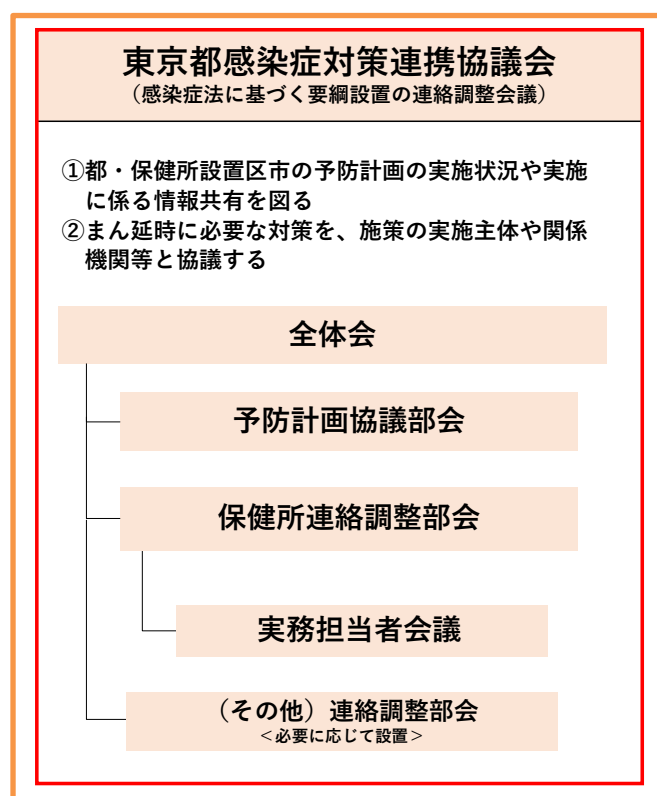 東京都感染症対策連携協議会
（感染症法に基づく要綱設置の連絡調整会議）
①都・保健所設置区市の予防計画の実施状況や実施
に係る情報共有を図る
②まん延時に必要な対策を、施策の実施主体や関係
機関等と協議する
全体会
予防計画協議部会
保健所連絡調整部会
実務担当者会議
（その他）連絡調整部会
＜必要に応じて設置＞